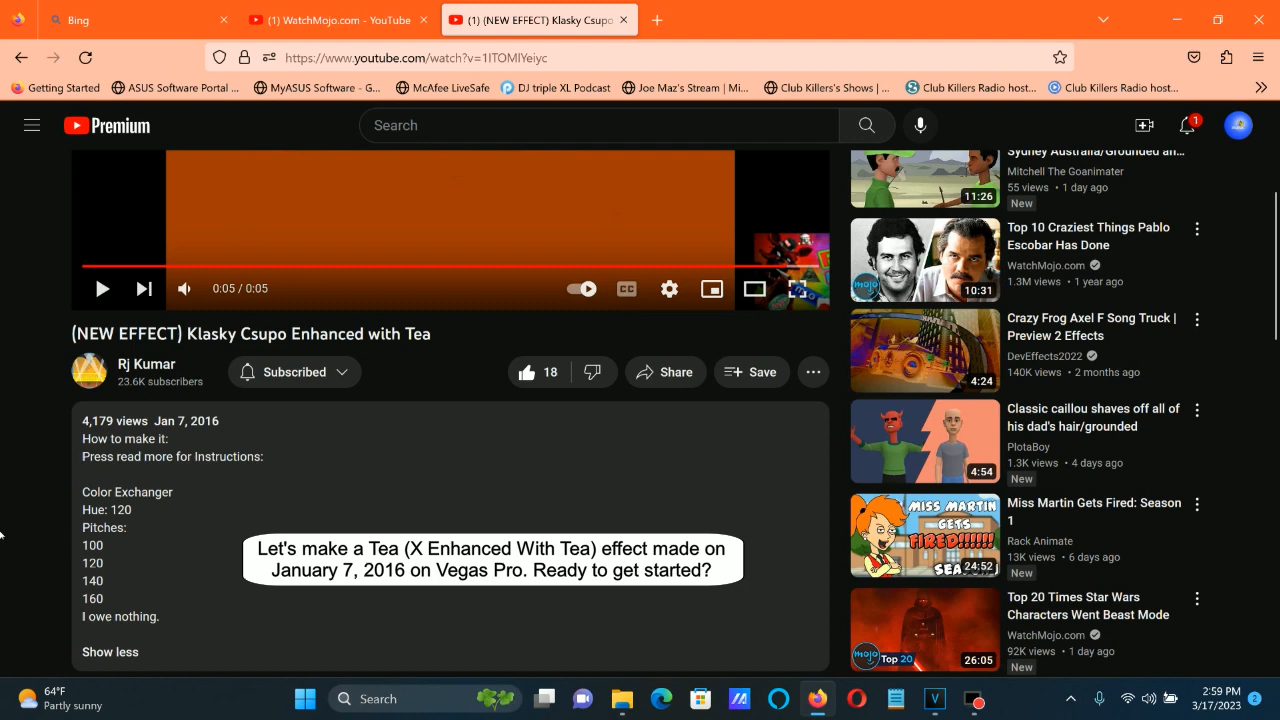 Bing
(1) WatchMojo.com - YouTube
(1) (NEW EFFECT) Klasky Csupo
https://www.youtube.com/watch?v=1lTOMlYeiyc
Getting Started
ASUS Software Portal ...
MyASUS Software - G...
McAfee LiveSafe
DJ triple XL Podcast
Joe Maz's Stream | Mi...
Club Killers's Shows | ...
Club Killers Radio host...
Club Killers Radio host...
Premium
Search
1
0:05 / 0:05
CC
(NEW EFFECT) Klasky Csupo Enhanced with Tea
Rj Kumar
23.6K subscribers
Subscribed
18
Share
Save
4,179 views Jan 7, 2016
How to make it:
Press read more for Instructions:
Color Exchanger
Hue: 120
Pitches:
100
120
140
160
I owe nothing.
Show less
Let's make a Tea (X Enhanced With Tea) effect made on
January 7, 2016 on Vegas Pro. Ready to get started?
Sydney Australia/Grounded an...
Mitchell The Goanimater
55 views • 1 day ago
New
11:26
Top 10 Craziest Things Pablo
Escobar Has Done
WatchMojo.com
1.3M views • 1 year ago
mojo
10:31
Crazy Frog Axel F Song Truck |
Preview 2 Effects
DevEffects2022
140K views • 2 months ago
4:24
Classic caillou shaves off all of
his dad's hair/grounded
PlotaBoy
1.3K views • 4 days ago
New
4:54
MISS MARTIN
GETS
FIRED!!!!!!
24:52
Miss Martin Gets Fired: Season
1
Rack Animate
13K views • 6 days ago
New
Top 20 Times Star Wars
Characters Went Beast Mode
WatchMojo.com
92K views • 1 day ago
New
mojo
Top 20
26:05
64°F
Partly sunny
Search
2:59 PM
3/17/2023
2